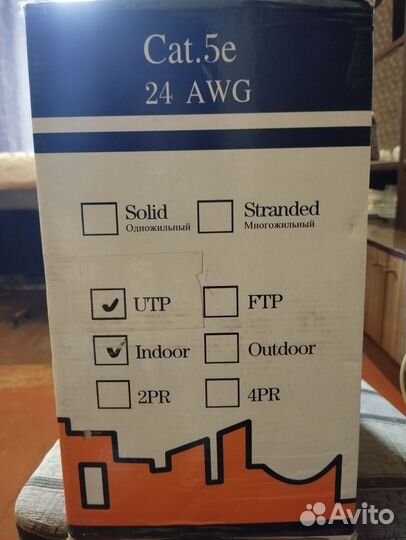 Cat.5e
24 AWG
Solid Stranded
Одножильный Многожильный
UTP FTP
Indoor Outdoor
2PR 4PR
Avito